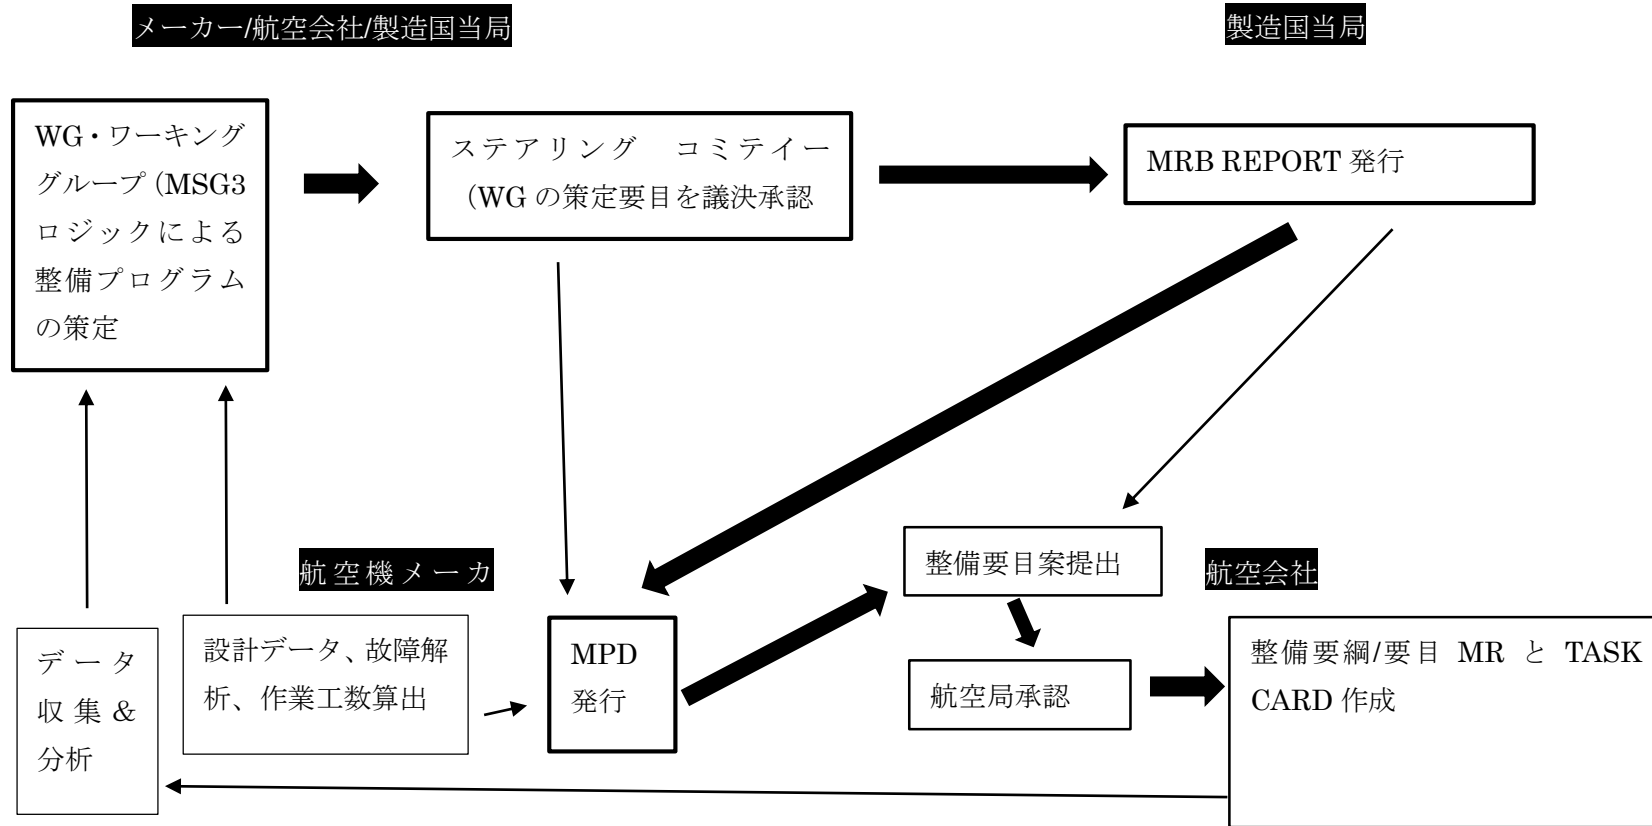 メーカー/航空会社/製造国当局
製造国当局
WG・ワーキング
グループ(MSG3
ロジックによる
整備プログラム
の策定
ステアリング コミテイー
(WG の策定要目を議決承認
MRB REPORT 発行
航空機メーカ
整備要目案提出
航空会社
データ
収集&
分析
設計データ、故障解
析、作業工数算出
MPD
発行
航空局承認
整備要綱/要目 MR と TASK
CARD 作成